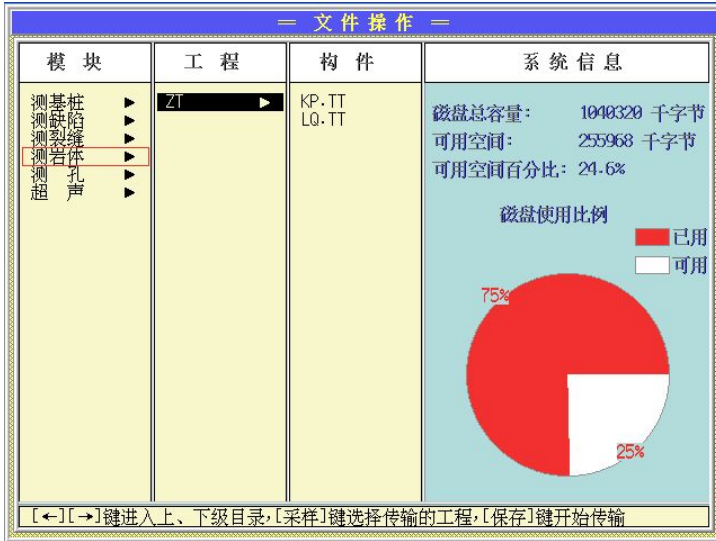 = 文件操作 =
模 块
工 程
构 件
系统信息
测基桩 ▶
测缺陷 ▶
测裂缝 ▶
测岩体 ▶
测 孔 ▶
超 声 ▶
ZT ▶
KP.TT
LQ.TT
磁盘总容量: 1040320 千字节
可用空间: 255968 千字节
可用空间百分比: 24.6%
磁盘使用比例
已用
可用
75%
25%
[←][→]键进入上、下级目录,[采样]键选择传输的工程,[保存]键开始传输